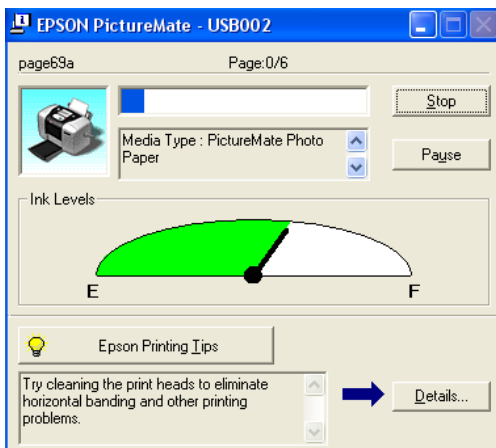 EPSON PictureMate - USB002
page69a Page:0/6
Stop
Media Type : PictureMate Photo
Paper
Pause
Ink Levels
E F
Epson Printing Tips
Try cleaning the print heads to eliminate
horizontal banding and other printing
problems.
Details...